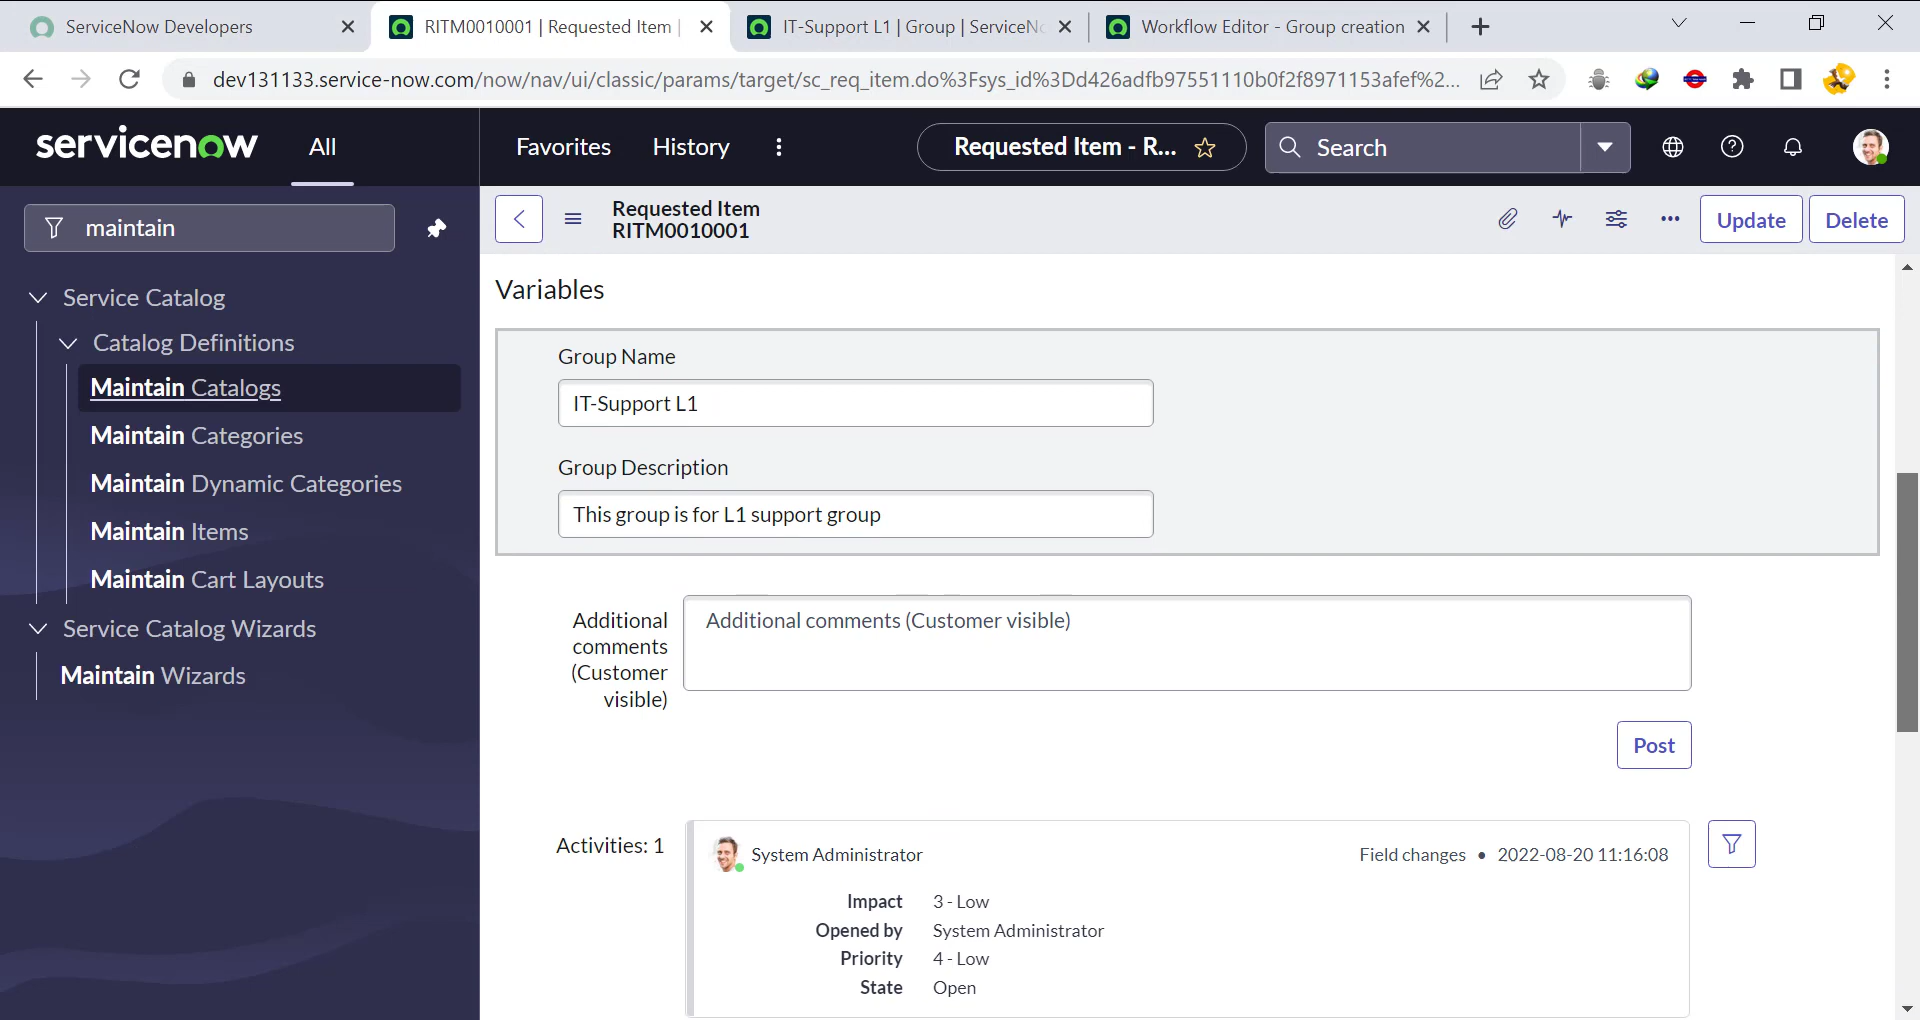 ServiceNow Developers
RITM0010001 | Requested Item |
IT-Support L1 | Group | ServiceN
Workflow Editor - Group creation
dev131133.service-now.com/now/nav/ui/classic/params/target/sc_req_item.do%3Fsys_id%3Dd426adfb97551110b0f2f8971153afef%2...
servicenow
All
Favorites
History
Requested Item - R...
Search
maintain
Service Catalog
Catalog Definitions
Maintain Catalogs
Maintain Categories
Maintain Dynamic Categories
Maintain Items
Maintain Cart Layouts
Service Catalog Wizards
Maintain Wizards
Requested Item
RITM0010001
Update
Delete
Variables
Group Name
IT-Support L1
Group Description
This group is for L1 support group
Additional
comments
(Customer
visible)
Additional comments (Customer visible)
Post
Activities: 1
System Administrator
Field changes • 2022-08-20 11:16:08
Impact 3 - Low
Opened by System Administrator
Priority 4 - Low
State Open